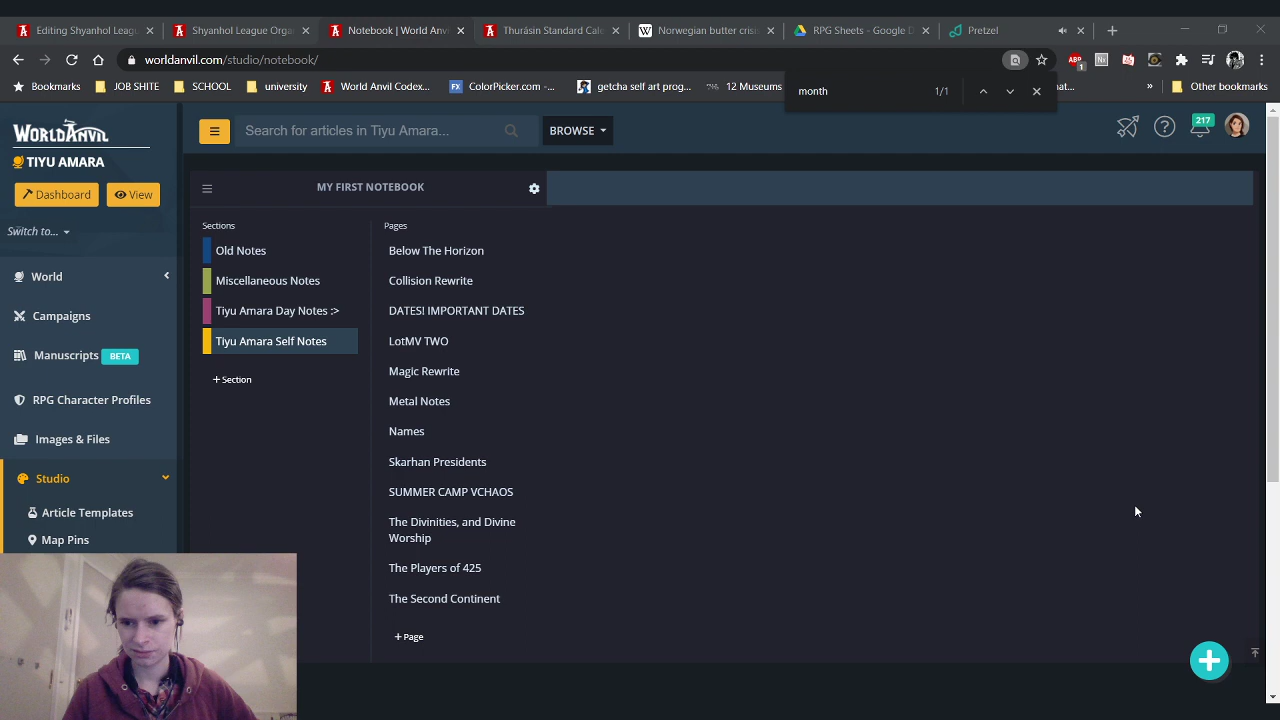 Editing Shyanhol Leagu
Shyanhol League Orga
Notebook | World Anvi
Thurásin Standard Cale
Norwegian butter crisi
RPG Sheets - Google D
Pretzel
worldanvil.com/studio/notebook/
Bookmarks
JOB SHITE
SCHOOL
university
World Anvil Codex...
ColorPicker.com -...
getcha self art prog...
12 Museums
mat...
Other bookmarks
month
1/1
WORLDANVIL
TIYU AMARA
Dashboard
View
Switch to...
World
Campaigns
Manuscripts BETA
RPG Character Profiles
Images & Files
Studio
Article Templates
Map Pins
Search for articles in Tiyu Amara...
BROWSE
217
MY FIRST NOTEBOOK
Sections
Old Notes
Miscellaneous Notes
Tiyu Amara Day Notes :>
Tiyu Amara Self Notes
+ Section
Pages
Below The Horizon
Collision Rewrite
DATES! IMPORTANT DATES
LotMV TWO
Magic Rewrite
Metal Notes
Names
Skarhan Presidents
SUMMER CAMP VCHAOS
The Divinities, and Divine
Worship
The Players of 425
The Second Continent
+ Page